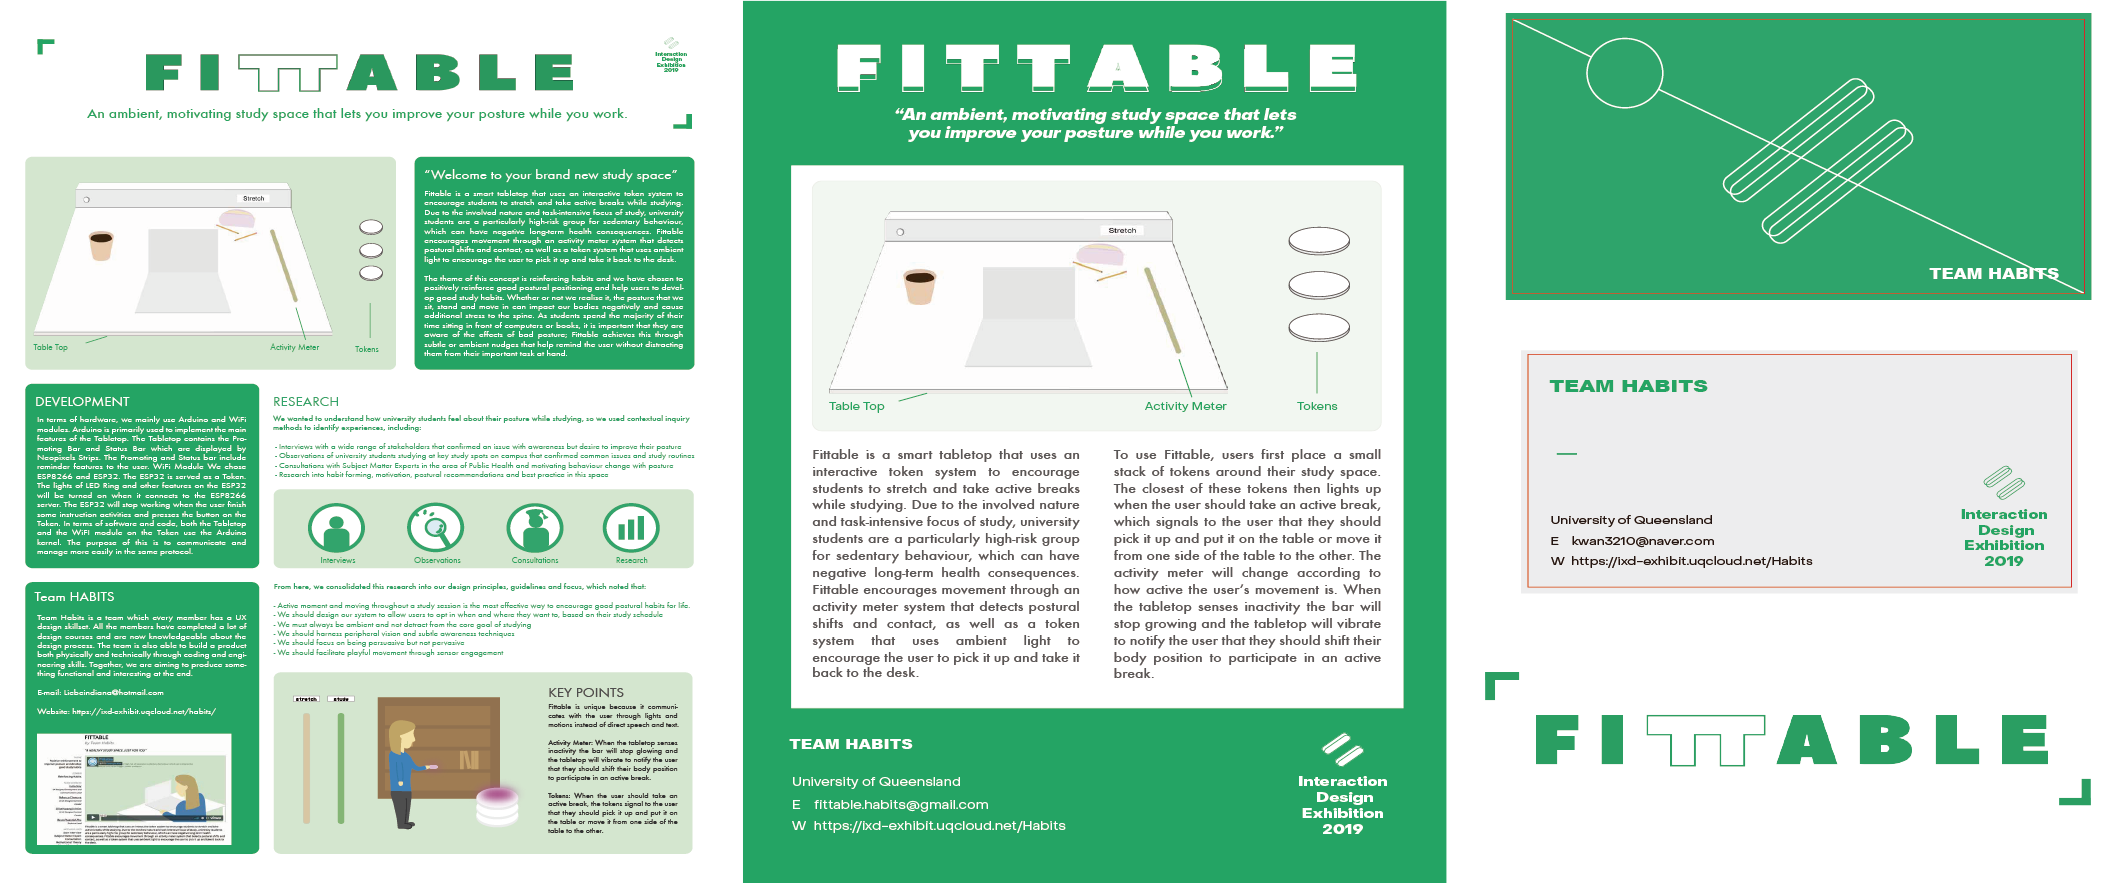 FITTABLE
Interaction
Design
Exhibition
2019
An ambient, motivating study space that lets you improve your posture while you work.
Stretch
Table Top
Activity Meter
Tokens
“Welcome to your brand new study space”
Fittable is a smart tabletop that uses an interactive token system to
encourage students to stretch and take active breaks while studying.
Due to the involved nature and task-intensive focus of study, university
students are a particularly high-risk group for sedentary behaviour,
which can have negative long-term health consequences. Fittable
encourages movement through an activity meter system that detects
postural shifts and contact, as well as a token system that uses ambient
light to encourage the user to pick it up and take it back to the desk.
The theme of this concept is reinforcing habits and we have chosen to
positively reinforce good postural positioning and help users to devel-
op good study habits. Whether or not we realise it, the posture that we
sit, stand and move in can impact our bodies negatively and cause
additional stress to the spine. As students spend the majority of their
time sitting in front of computers or books, it is important that they are
aware of the effects of bad posture; Fittable achieves this through
subtle or ambient nudges that help remind the user without distracting
them from their important task at hand.
DEVELOPMENT
In terms of hardware, we mainly use Arduino and WiFi
modules. Arduino is primarily used to implement the main
features of the Tabletop. The Tabletop contains the Pro-
moting Bar and Status Bar which are displayed by
Neopixels Strips. The Promoting and Status bar include
reminder features to the user. WiFi Module We chose
ESP8266 and ESP32. The ESP32 is served as a Token.
The lights of LED Ring and other features on the ESP32
will be turned on when it connects to the ESP8266
server. The ESP32 will stop working when the user finish
some instruction activities and presses the button on the
Token. In terms of software and code, both the Tabletop
and the WiFI module on the Token use the Arduino
kernel. The purpose of this is to communicate and
manage more easily in the same protocol.
RESEARCH
We wanted to understand how university students feel about their posture while studying, so we used contextual inquiry
methods to identify experiences, including:
- Interviews with a wide range of stakeholders that confirmed an issue with awareness but desire to improve their posture
- Observations of university students studying at key study spots on campus that confirmed common issues and study routines
- Consultations with Subject Matter Experts in the area of Public Health and motivating behaviour change with posture
- Research into habit forming, motivation, postural recommendations and best practice in this space
Interviews
Observations
Consultations
Research
From here, we consolidated this research into our design principles, guidelines and focus, which noted that:
- Active moment and moving throughout a study session is the most effective way to encourage good postural habits for life.
- We should design our system to allow users to opt in when and where they want to, based on their study schedule
- We must always be ambient and not detract from the core goal of studying
- We should harness peripheral vision and subtle awareness techniques
- We should focus on being persuasive but not pervasive
- We should facilitate playful movement through sensor engagement
Team HABITS
Team Habits is a team which every member has a UX
design skillset. All the members have completed a lot of
design courses and are now knowledgeable about the
design process. The team is also able to build a product
both physically and technically through coding and engi-
neering skills. Together, we are aiming to produce some-
thing functional and interesting at the end.
E-mail: Liebeindiana@hotmail.com
Website: https://ixd-exhibit.uqcloud.net/habits/
FITTABLE
by Team Habits
stretch
study
N
KEY POINTS
Fittable is unique because it communi-
cates with the user through lights and
motions instead of direct speech and text.
Activity Meter: When the tabletop senses
inactivity the bar will stop glowing and
the tabletop will vibrate to notify the user
that they should shift their body position
to participate in an active break.
Tokens: When the user should take an
active break, the tokens signal to the user
that they should pick it up and put it on
the table or move it from one side of the
table to the other.
FITTABLE
“An ambient, motivating study space that lets
you improve your posture while you work.”
Stretch
Table Top
Activity Meter
Tokens
Fittable is a smart tabletop that uses an
interactive token system to encourage
students to stretch and take active breaks
while studying. Due to the involved nature
and task-intensive focus of study, university
students are a particularly high-risk group
for sedentary behaviour, which can have
negative long-term health consequences.
Fittable encourages movement through an
activity meter system that detects postural
shifts and contact, as well as a token
system that uses ambient light to
encourage the user to pick it up and take it
back to the desk.
To use Fittable, users first place a small
stack of tokens around their study space.
The closest of these tokens then lights up
when the user should take an active break,
which signals to the user that they should
pick it up and put it on the table or move it
from one side of the table to the other. The
activity meter will change according to
how active the user’s movement is. When
the tabletop senses inactivity the bar will
stop growing and the tabletop will vibrate
to notify the user that they should shift their
body position to participate in an active
break.
TEAM HABITS
University of Queensland
E fittable.habits@gmail.com
W https://ixd-exhibit.uqcloud.net/Habits
Interaction
Design
Exhibition
2019
TEAM HABITS
TEAM HABITS
University of Queensland
E kwan3210@naver.com
W https://ixd-exhibit.uqcloud.net/Habits
Interaction
Design
Exhibition
2019
FITTABLE